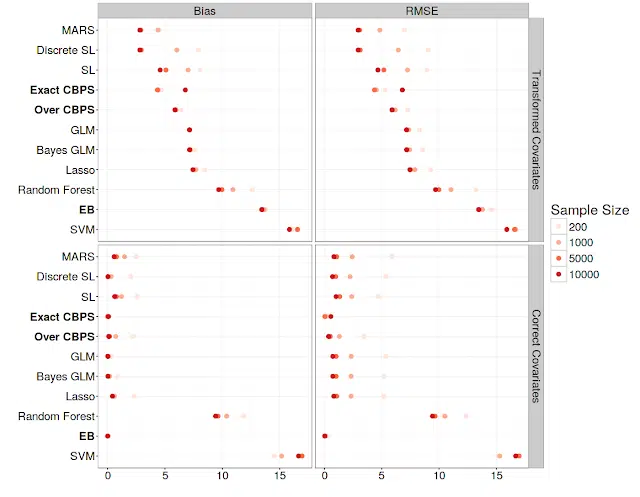 Bias
RMSE
MARS
Discrete SL
SL
Exact CBPS
Over CBPS
GLM
Bayes GLM
Lasso
Random Forest
EB
SVM
Transformed Covariates
MARS
Discrete SL
SL
Exact CBPS
Over CBPS
GLM
Bayes GLM
Lasso
Random Forest
EB
SVM
Correct Covariates
0 5 10 15
0 5 10 15
Sample Size
200
1000
5000
10000